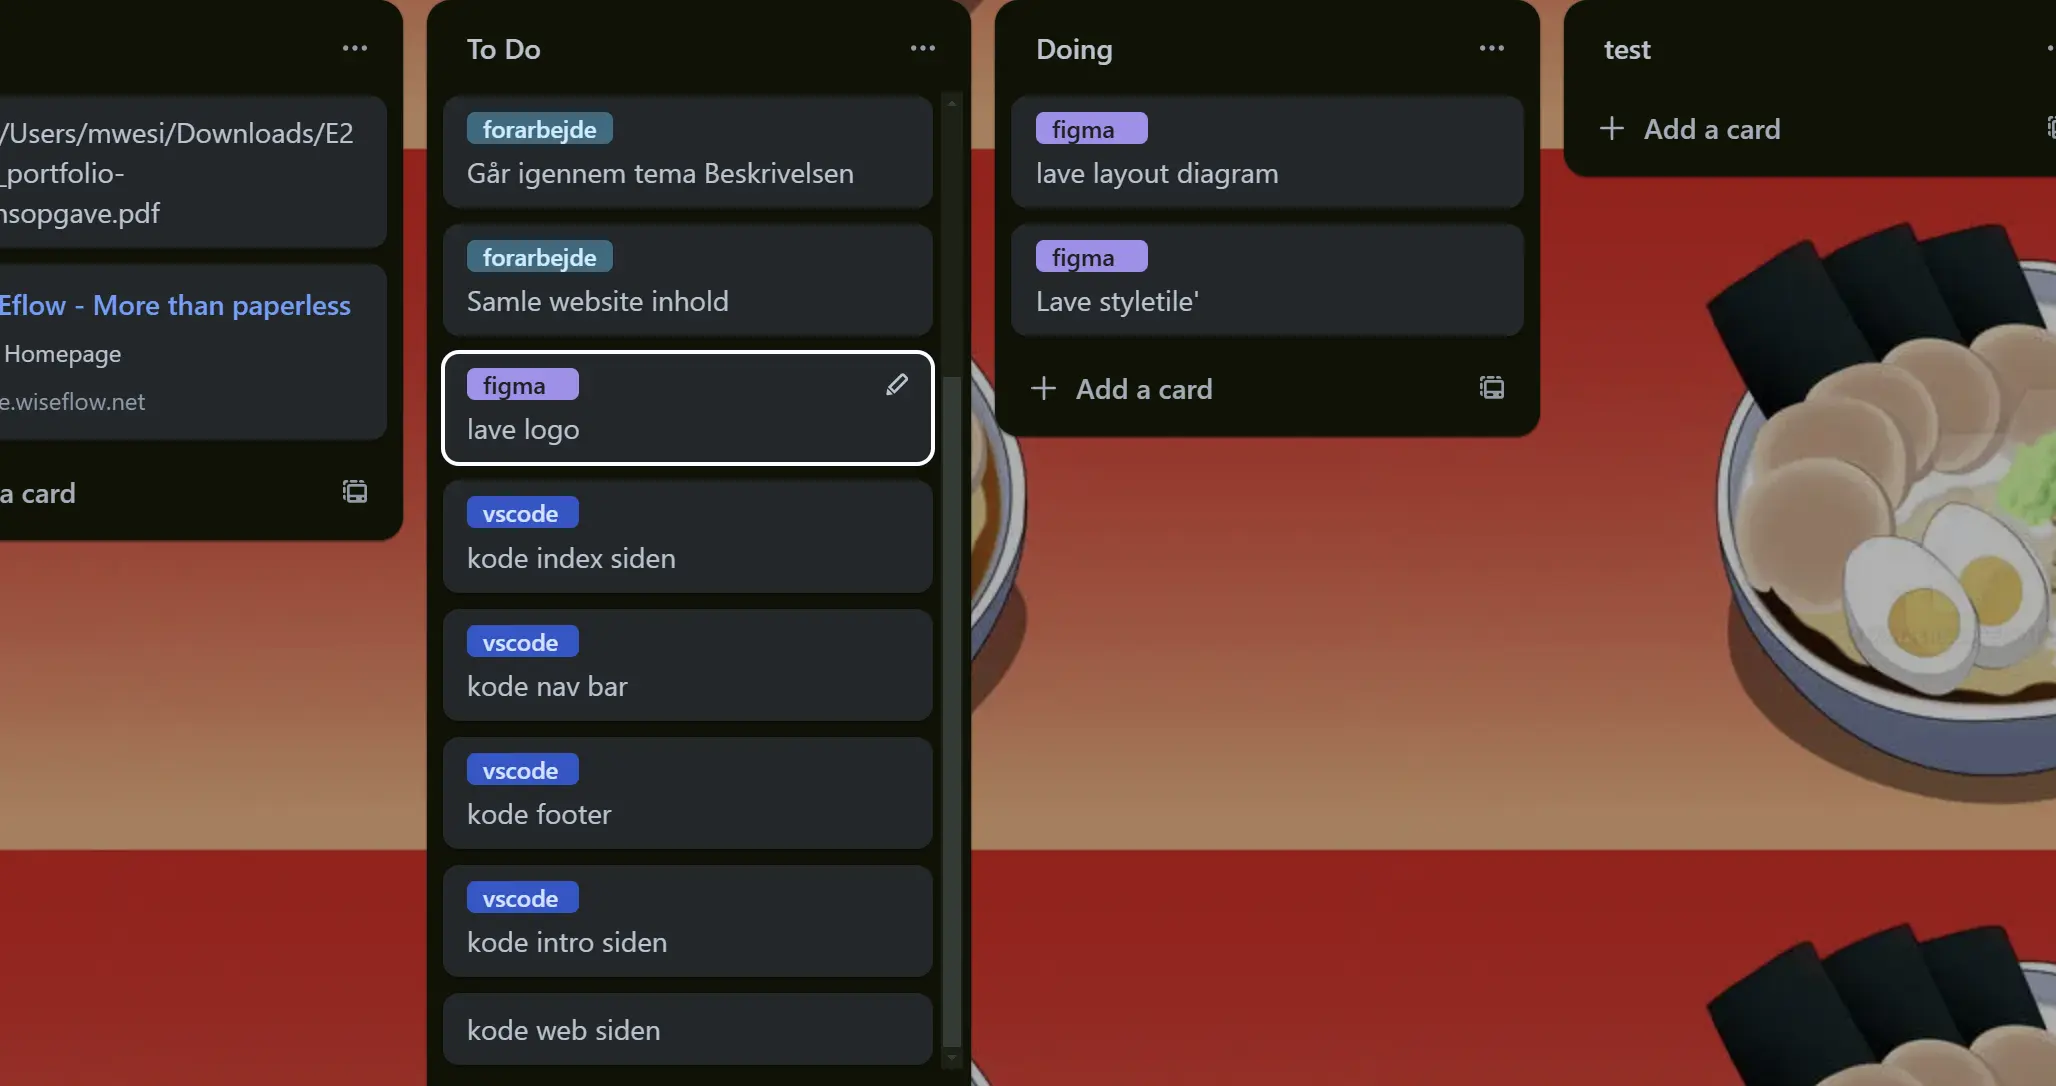 /Users/mwesi/Downloads/E2
_portfolio-
nsopgave.pdf
Eflow - More than paperless
Homepage
e.wiseflow.net
a card
To Do
forarbejde
Går igennem tema Beskrivelsen
forarbejde
Samle website inhold
figma
lave logo
vscode
kode index siden
vscode
kode nav bar
vscode
kode footer
vscode
kode intro siden
kode web siden
Doing
figma
lave layout diagram
figma
Lave styletile'
Add a card
test
Add a card